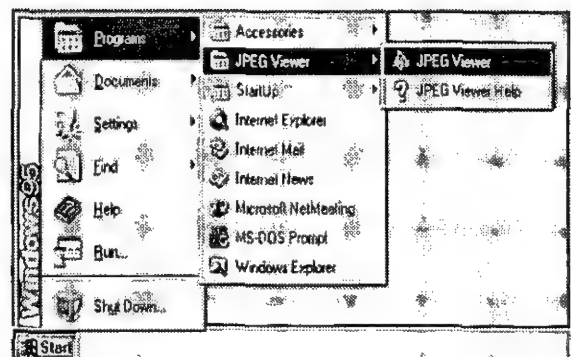 Programs
Documents
Settings
Find
Help
Run...
Shut Down...
Windows95
Start
Accessories
JPEG Viewer
StartUp
Internet Explorer
Internet Mail
Internet News
Microsoft NetMeeting
MS-DOS Prompt
Windows Explorer
JPEG Viewer
JPEG Viewer Help